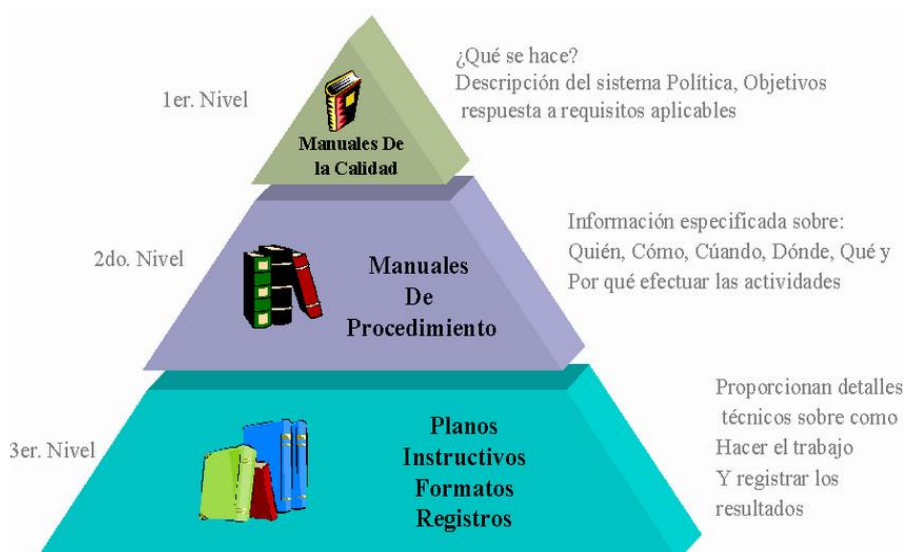 ¿Qué se hace?
Descripción del sistema Política, Objetivos
respuesta a requisitos aplicables
1er. Nivel
Manuales De
la Calidad
Información especificada sobre:
Quién, Cómo, Cúando, Dónde, Qué y
Por qué efectuar las actividades
2do. Nivel
Manuales
De
Procedimiento
Proporcionan detalles
técnicos sobre como
Hacer el trabajo
Y registrar los
resultados
3er. Nivel
Planos
Instructivos
Formatos
Registros